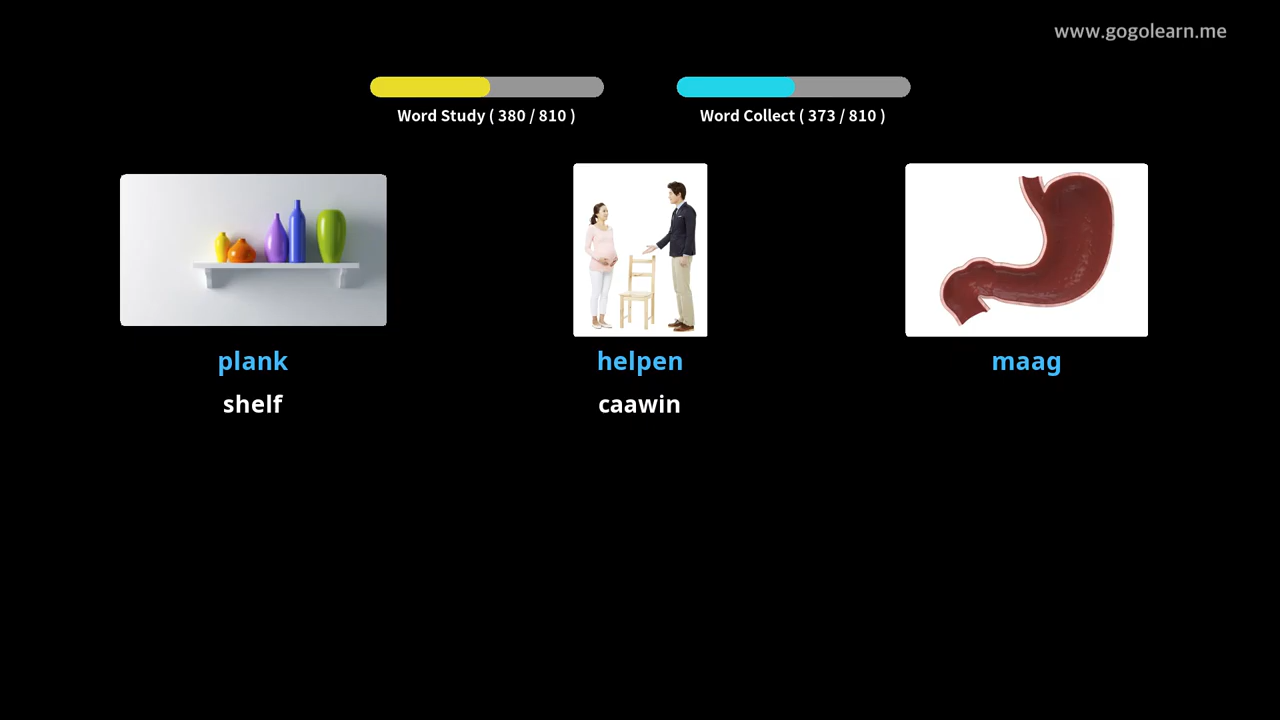 www.gogolearn.me
Word Study ( 380 / 810 )
Word Collect ( 373 / 810 )
plank
helpen
maag
shelf
caawin